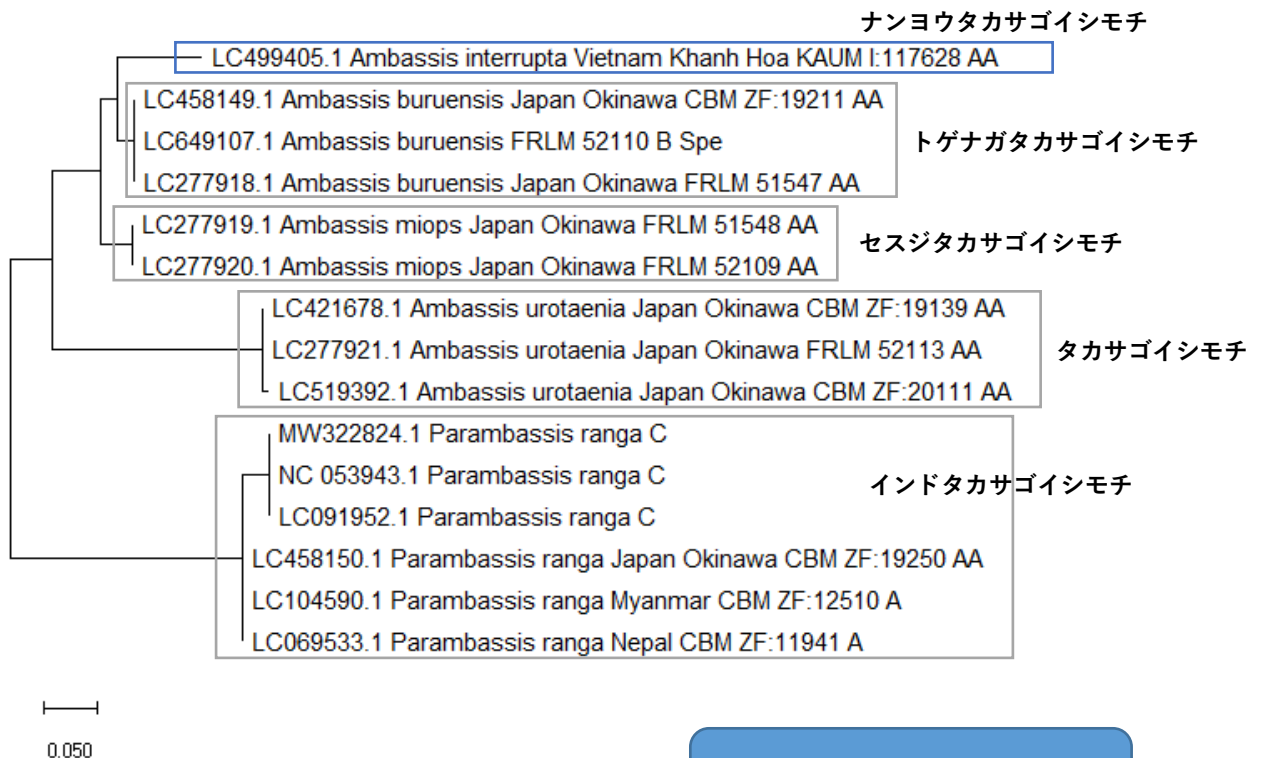 ナンヨウタカサゴイシモチ
LC499405.1 Ambassis interrupta Vietnam Khanh Hoa KAUM I:117628 AA
LC458149.1 Ambassis buruensis Japan Okinawa CBM ZF:19211 AA
LC649107.1 Ambassis buruensis FRLM 52110 B Spe
トゲナガタカサゴイシモチ
LC277918.1 Ambassis buruensis Japan Okinawa FRLM 51547 AA
LC277919.1 Ambassis miops Japan Okinawa FRLM 51548 AA
セスジタカサゴイシモチ
LC277920.1 Ambassis miops Japan Okinawa FRLM 52109 AA
LC421678.1 Ambassis urotaenia Japan Okinawa CBM ZF:19139 AA
LC277921.1 Ambassis urotaenia Japan Okinawa FRLM 52113 AA
タカサゴイシモチ
LC519392.1 Ambassis urotaenia Japan Okinawa CBM ZF:20111 AA
MW322824.1 Parambassis ranga C
NC 053943.1 Parambassis ranga C
インドタカサゴイシモチ
LC091952.1 Parambassis ranga C
LC458150.1 Parambassis ranga Japan Okinawa CBM ZF:19250 AA
LC104590.1 Parambassis ranga Myanmar CBM ZF:12510 A
LC069533.1 Parambassis ranga Nepal CBM ZF:11941 A
0.050